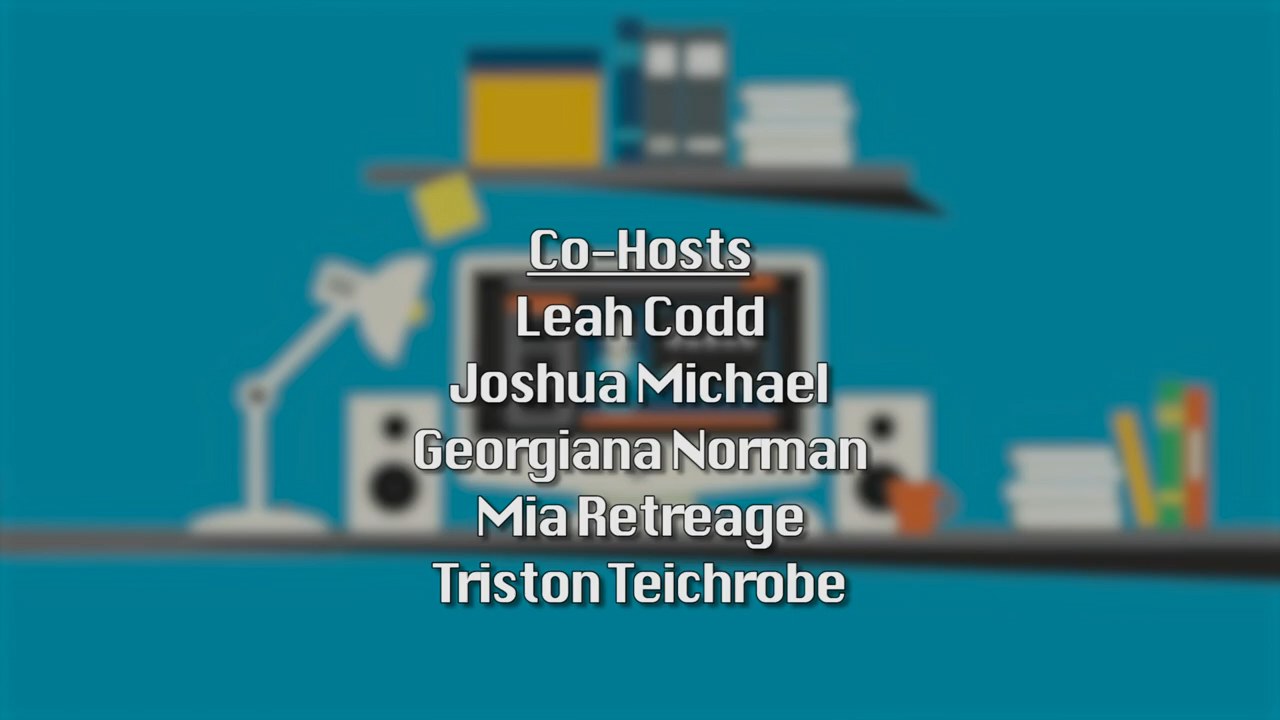 Co-Hosts
Leah Codd
Joshua Michael
Georgiana Norman
Mia Retreage
Triston Teichrobe